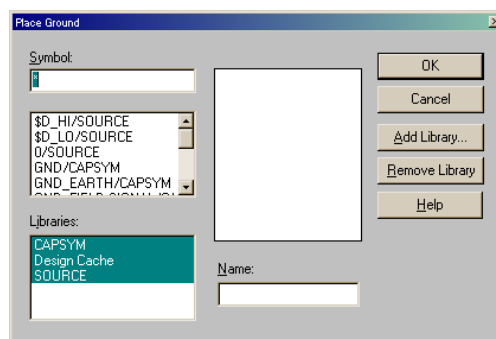 Place Ground
Symbol:
*
$D_HI/SOURCE
$D_LO/SOURCE
0/SOURCE
GND/CAPSYM
GND_EARTH/CAPSYM
Libraries:
CAPSYM
Design Cache
SOURCE
Name:
OK
Cancel
Add Library...
Remove Library
Help